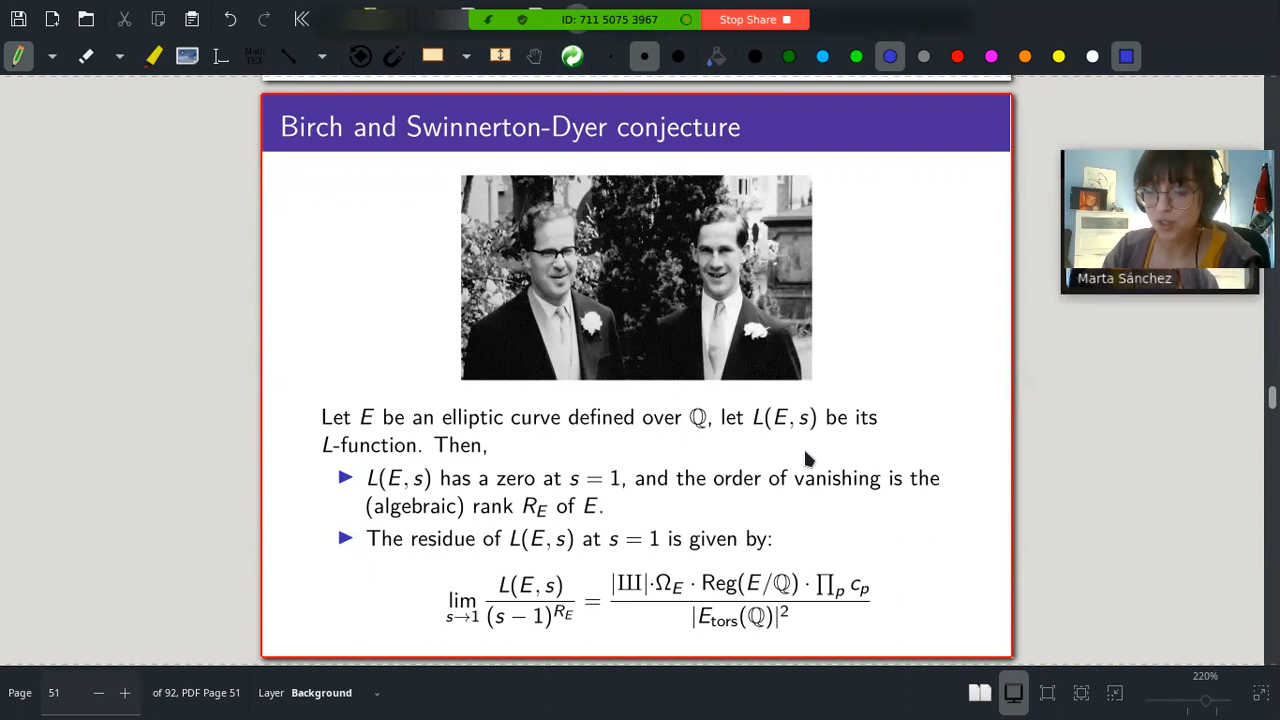 ID: 711 5075 3967
Stop Share
Math
TEX
Birch and Swinnerton-Dyer conjecture
Marta Sánchez
Let E be an elliptic curve defined over ℚ, let L(E, s) be its
L-function. Then,
▶ L(E, s) has a zero at s = 1, and the order of vanishing is the
(algebraic) rank R_E of E.
▶ The residue of L(E, s) at s = 1 is given by:
lim_{s→1} L(E, s) / (s − 1)^{R_E} = |Ш|·Ω_E · Reg(E/ℚ) · ∏_p c_p / |E_tors(ℚ)|²
Page 51 of 92, PDF Page 51 Layer Background 220%